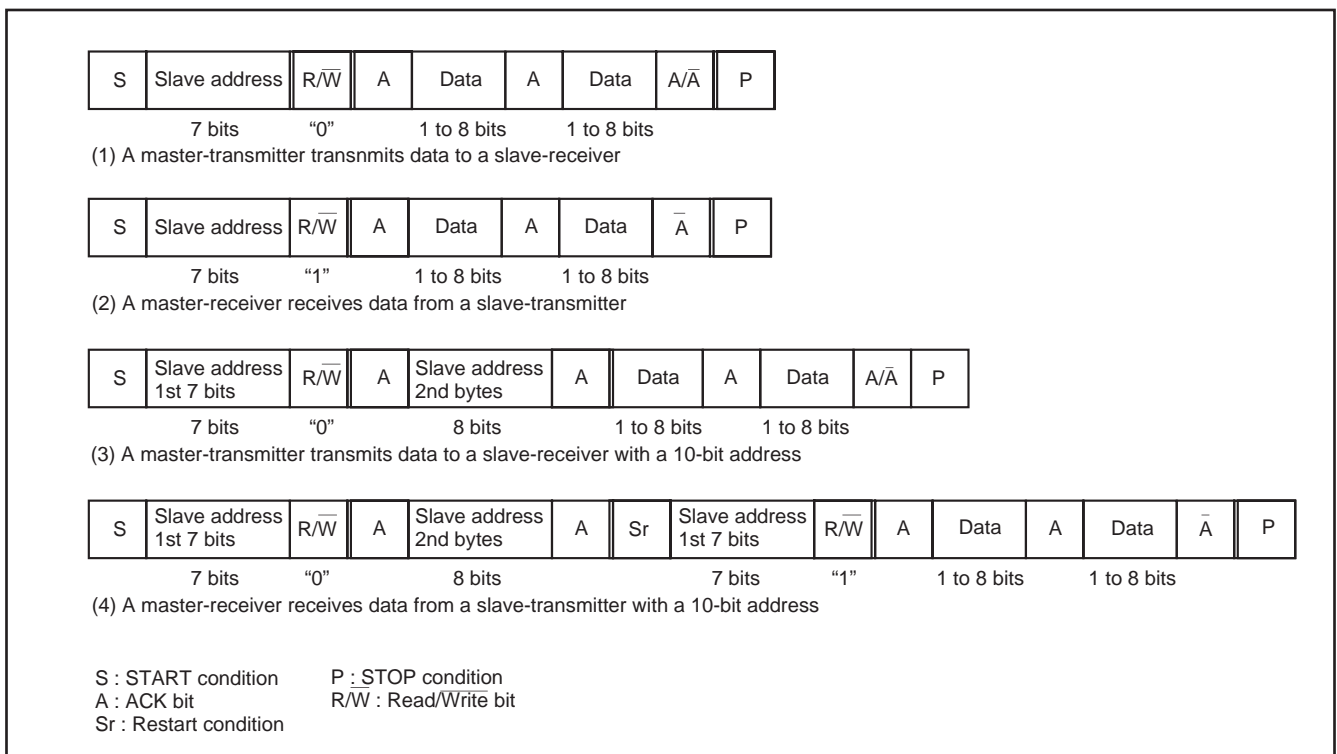 S Slave address R/W̅ A Data A Data A/A̅ P
7 bits “0” 1 to 8 bits 1 to 8 bits
(1) A master-transmitter transnmits data to a slave-receiver
S Slave address R/W̅ A Data A Data A̅ P
7 bits “1” 1 to 8 bits 1 to 8 bits
(2) A master-receiver receives data from a slave-transmitter
S Slave address 1st 7 bits R/W̅ A Slave address 2nd bytes A Data A Data A/A̅ P
7 bits “0” 8 bits 1 to 8 bits 1 to 8 bits
(3) A master-transmitter transmits data to a slave-receiver with a 10-bit address
S Slave address 1st 7 bits R/W̅ A Slave address 2nd bytes A Sr Slave address 1st 7 bits R/W̅ A Data A Data A̅ P
7 bits “0” 8 bits 7 bits “1” 1 to 8 bits 1 to 8 bits
(4) A master-receiver receives data from a slave-transmitter with a 10-bit address
S : START condition P : STOP condition
A : ACK bit R/W̅ : Read/W̅r̅i̅t̅e̅ bit
Sr : Restart condition